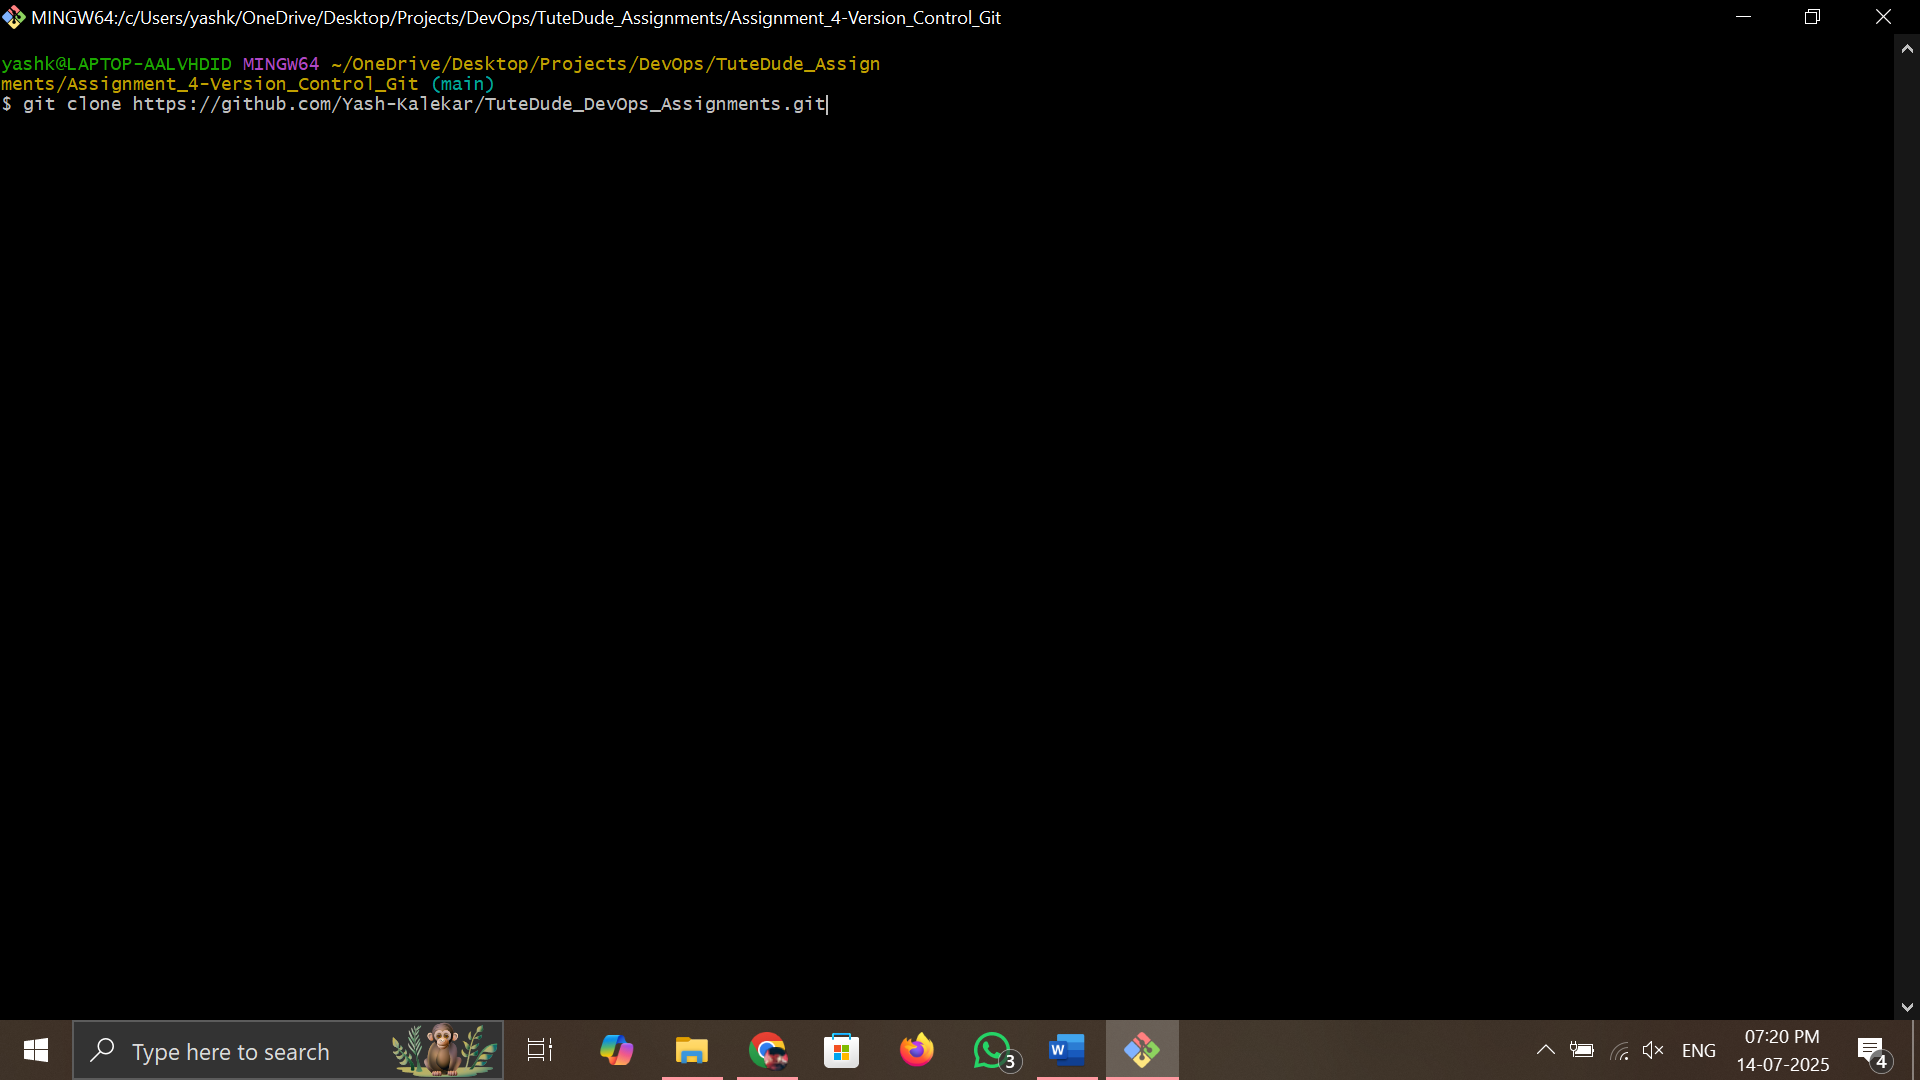 MINGW64:/c/Users/yashk/OneDrive/Desktop/Projects/DevOps/TuteDude_Assignments/Assignment_4-Version_Control_Git
yashk@LAPTOP-AALVHDID MINGW64 ~/OneDrive/Desktop/Projects/DevOps/TuteDude_Assign
ments/Assignment_4-Version_Control_Git (main)
$ git clone https://github.com/Yash-Kalekar/TuteDude_DevOps_Assignments.git
Type here to search
3
W
ENG
07:20 PM
14-07-2025
4